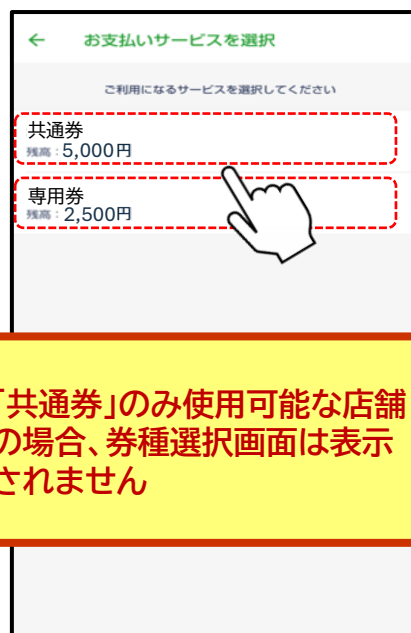 ← お支払いサービスを選択
ご利用になるサービスを選択してください
共通券
残高：5,000円
専用券
残高：2,500円
「共通券」のみ使用可能な店舗
の場合、券種選択画面は表示
されません